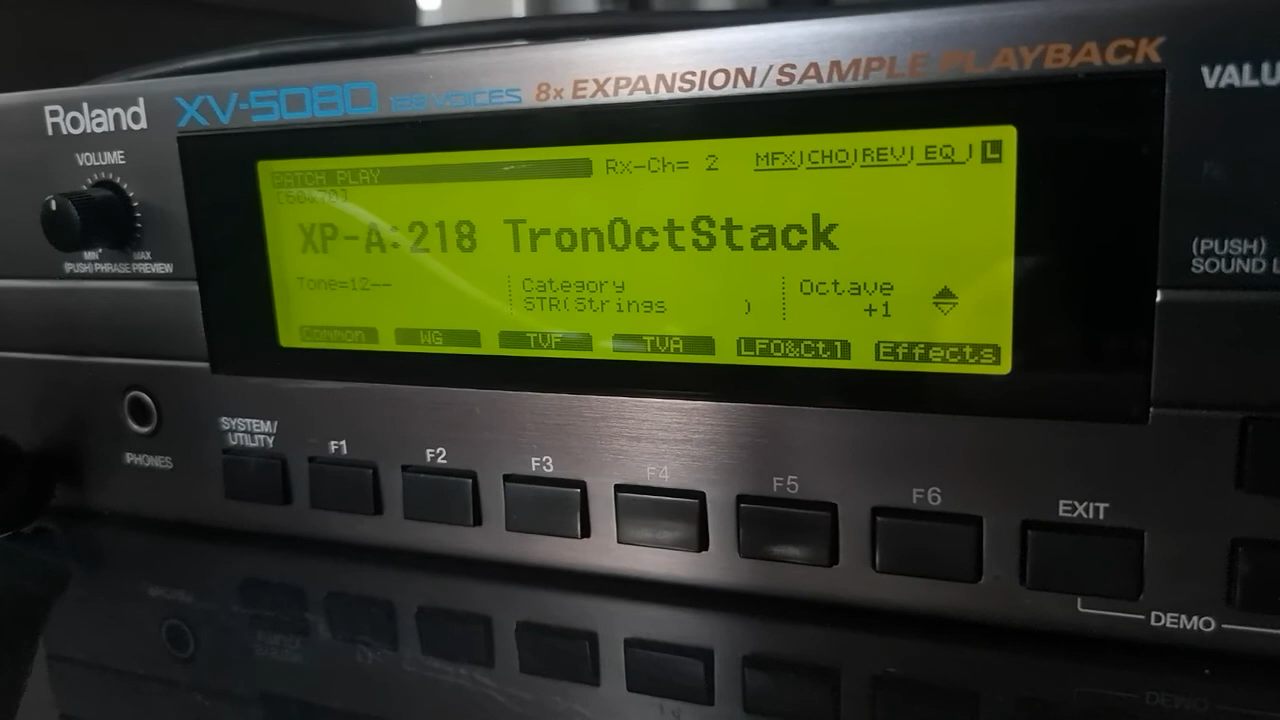 Roland XV-5080 128 VOICES 8x EXPANSION/SAMPLE PLAYBACK
VOLUME
MIN MAX
(PUSH) PHRASE PREVIEW
PATCH PLAY Rx-Ch= 2 MFX CHO REV EQ L
XP-A:218 TronOctStack
Tone=12-- Category Octave
STR(Strings ) +1
Common WG TVF TVA LFO&Ctl Effects
(PUSH)
PHONES
SYSTEM/
UTILITY
F1 F2 F3 F4 F5 F6 EXIT
DEMO